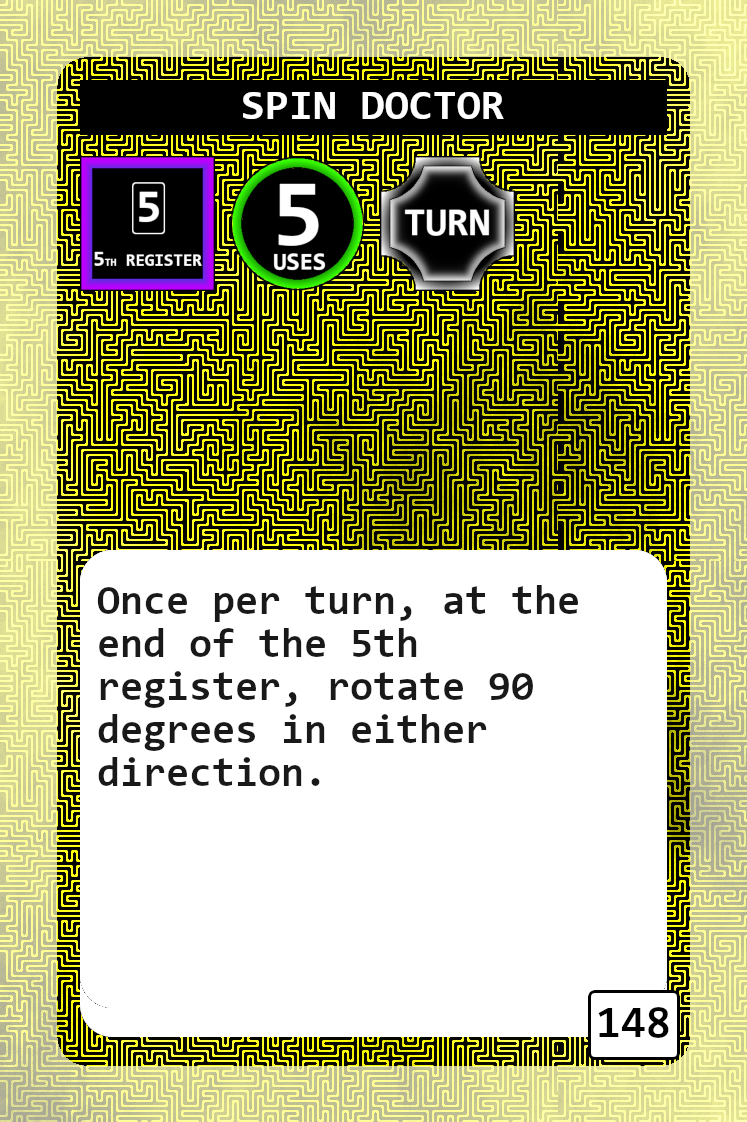 SPIN DOCTOR
5
5TH REGISTER
5
USES
TURN
Once per turn, at the
end of the 5th
register, rotate 90
degrees in either
direction.
148